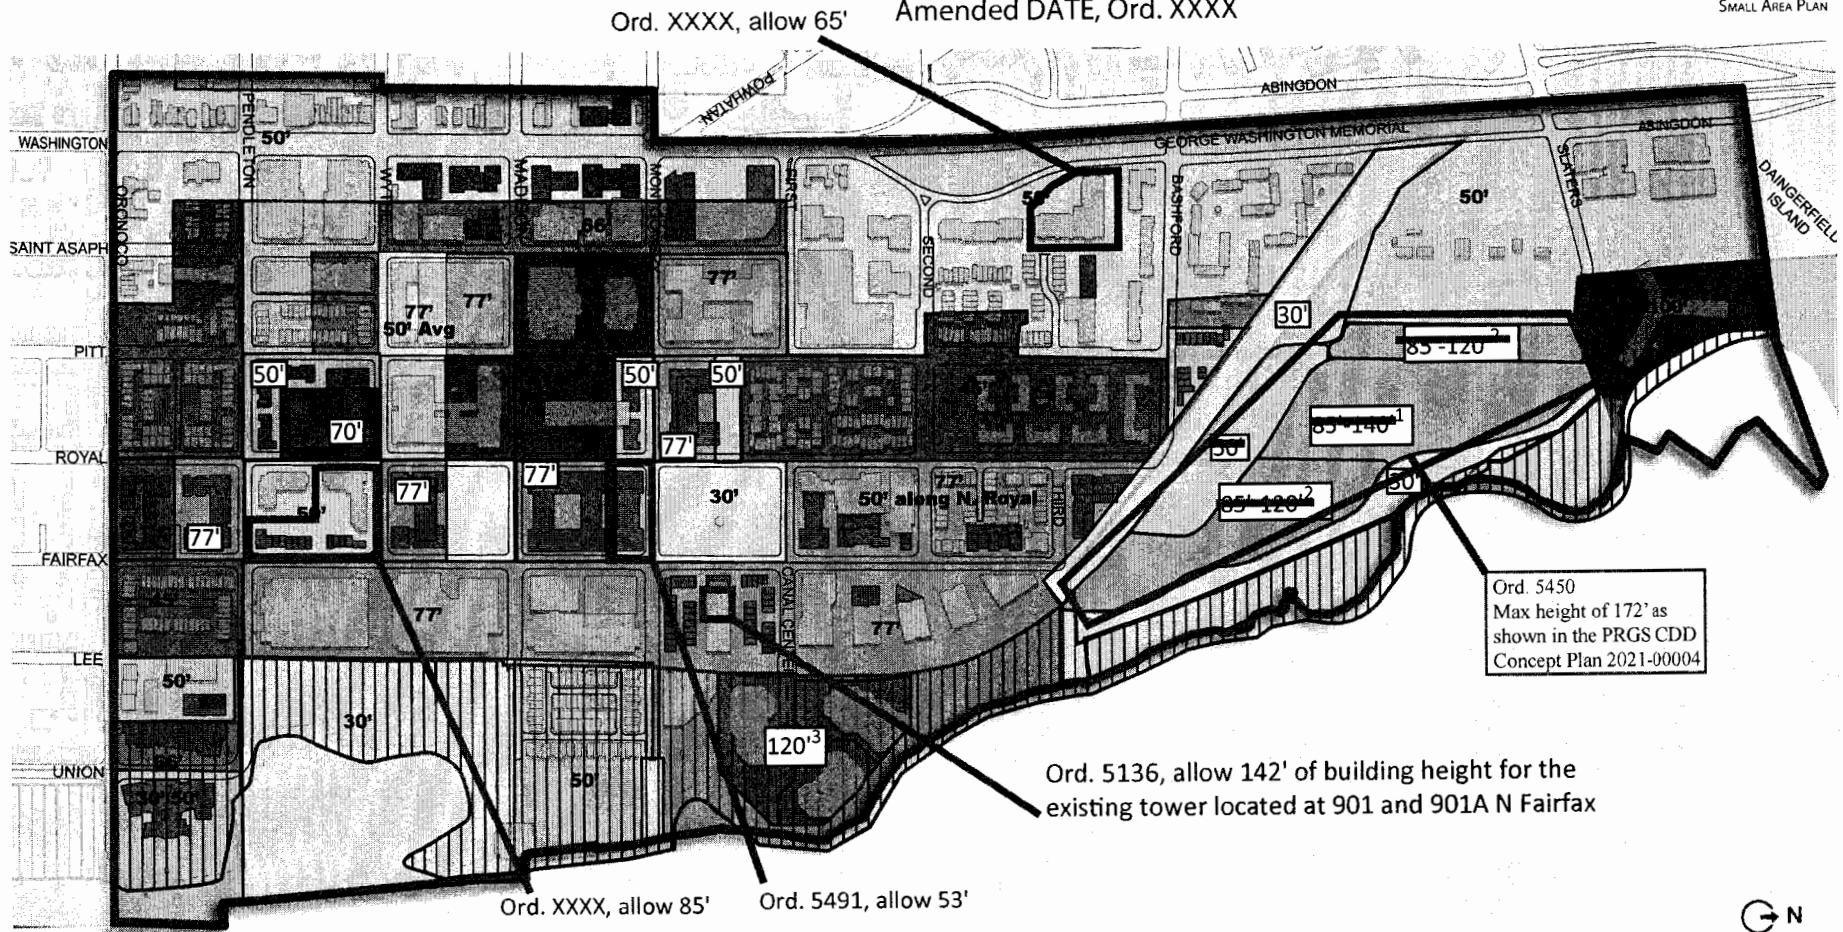 Ord. XXXX, allow 65'
Amended DATE, Ord. XXXX
SMALL AREA PLAN
POWHATAN
ABINGDON
GEORGE WASHINGTON MEMORIAL
ABINGDON
WASHINGTON
PENDLETON
50'
ORONOCO
WYTHE
MADISON
FIRST
SECOND
BASHFORD
SLATERS
DAINGERFIELD
ISLAND
50'
66'
SAINT ASAPH
77'
77'
50' Avg
77'
30'
85'-120'2
PITT
50'
50'
50'
70'
77'
85'-140'1
50'
ROYAL
77'
77'
77'
50'
30'
77'
50' along N. Royal
THIRD
85'-120'2
50'
FAIRFAX
CANAL CENTER
77'
77'
Ord. 5450
Max height of 172' as
shown in the PRGS CDD
Concept Plan 2021-00004
LEE
50'
30'
120'3
UNION
50'
Ord. 5136, allow 142' of building height for the
existing tower located at 901 and 901A N Fairfax
Ord. XXXX, allow 85'
Ord. 5491, allow 53'
N